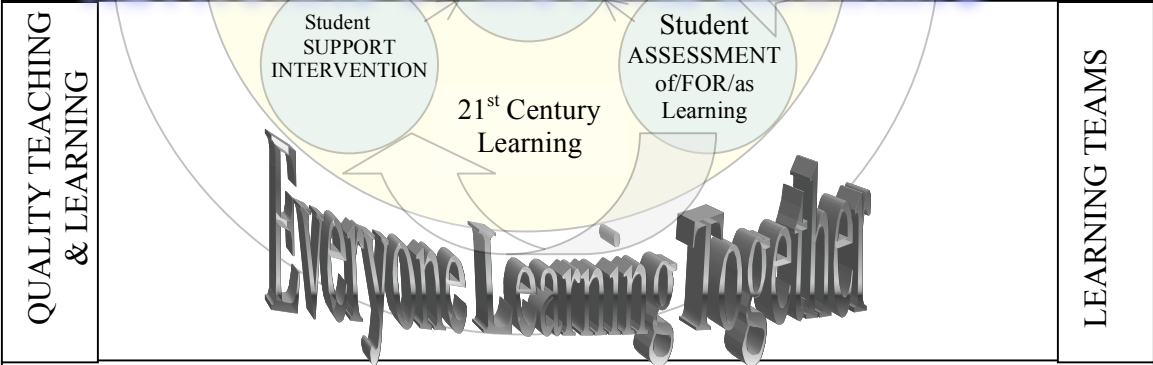 QUALITY TEACHING
& LEARNING
Student
SUPPORT
INTERVENTION
21st Century
Learning
Student
ASSESSMENT
of/FOR/as
Learning
Everyone Learning Together
LEARNING TEAMS